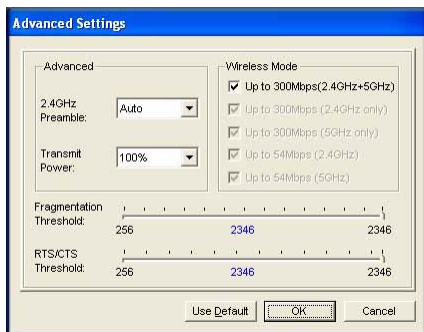 Advanced Settings
Advanced
2.4GHz
Preamble:
Auto
Transmit
Power:
100%
Wireless Mode
Up to 300Mbps(2.4GHz+5GHz)
Up to 300Mbps (2.4GHz only)
Up to 300Mbps (5GHz only)
Up to 54Mbps (2.4GHz)
Up to 54Mbps (5GHz)
Fragmentation
Threshold:
256 2346 2346
RTS/CTS
Threshold:
256 2346 2346
Use Default OK Cancel